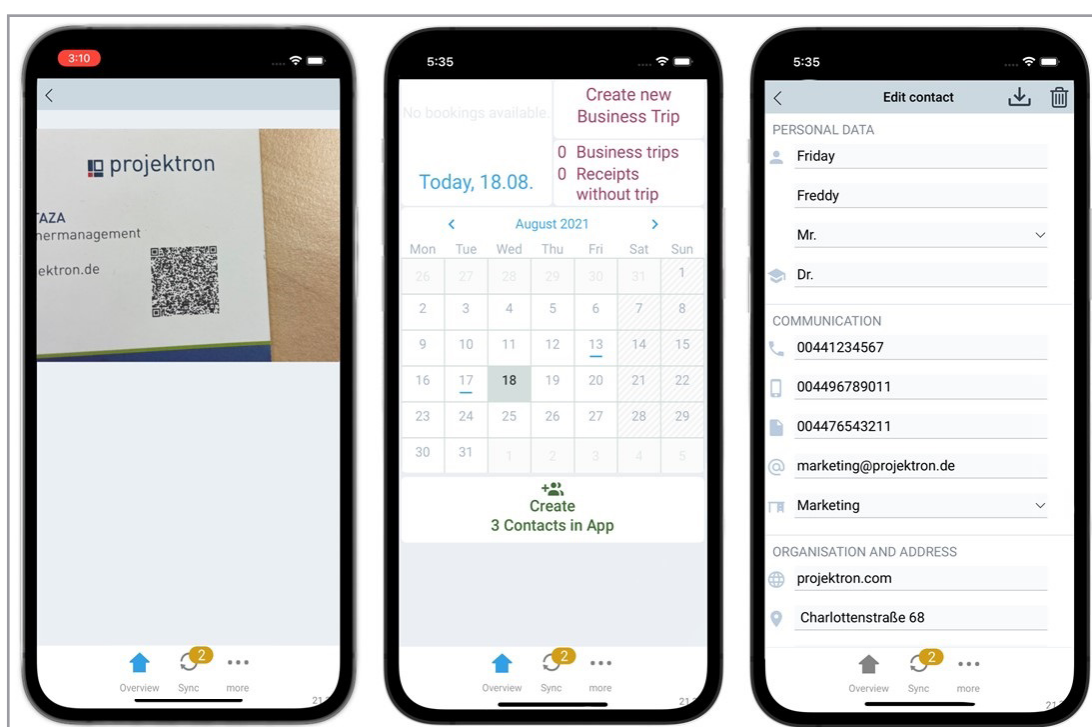 3:10
projektron
TAZA
nermanagement
ektron.de
Overview
Sync
2
more
5:35
No bookings available.
Create new
Business Trip
0 Business trips
0 Receipts
without trip
Today, 18.08.
August 2021
Mon Tue Wed Thu Fri Sat Sun
26 27 28 29 30 31 1
2 3 4 5 6 7 8
9 10 11 12 13 14 15
16 17 18 19 20 21 22
23 24 25 26 27 28 29
30 31 1 2 3 4 5
Create
3 Contacts in App
Overview
Sync
2
more
5:35
Edit contact
PERSONAL DATA
Friday
Freddy
Mr.
Dr.
COMMUNICATION
00441234567
004496789011
004476543211
marketing@projektron.de
Marketing
ORGANISATION AND ADDRESS
projektron.com
Charlottenstraße 68
Overview
Sync
2
more